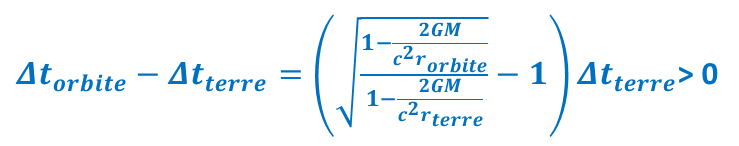 Δt_orbite − Δt_terre = (√((1−2GM/(c²r_orbite))/(1−2GM/(c²r_terre))) − 1) Δt_terre > 0